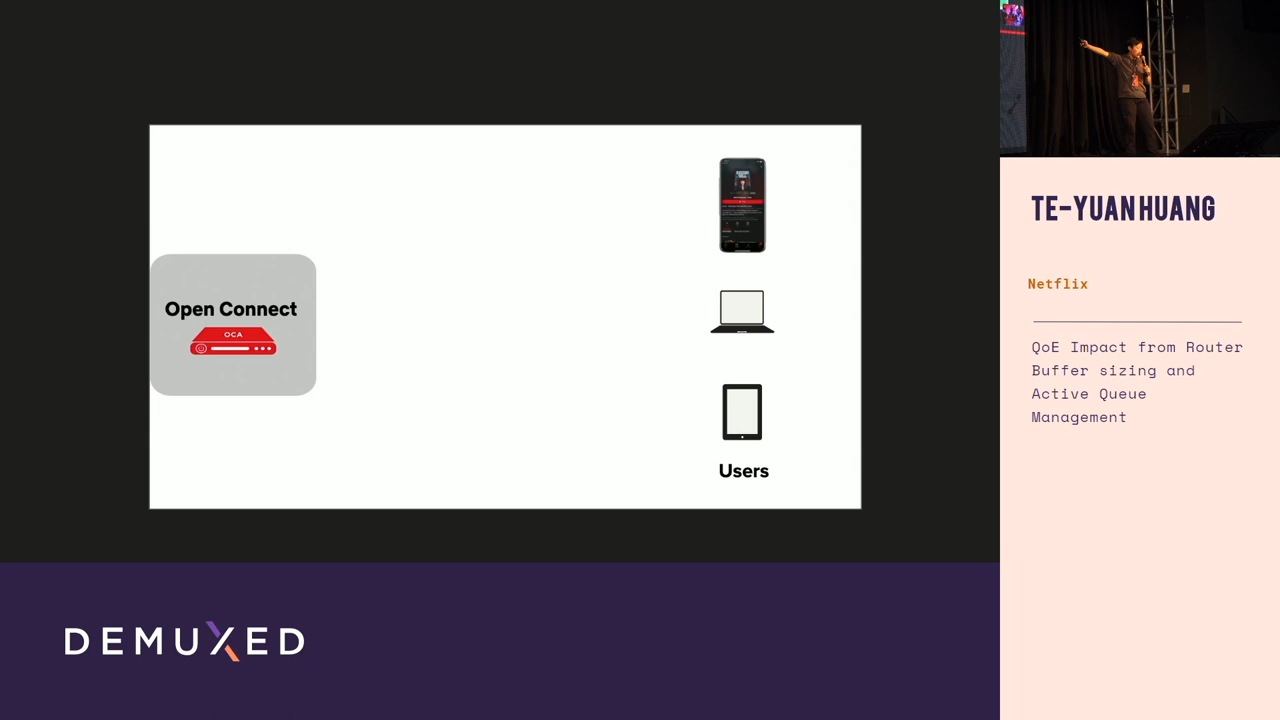 Open Connect
OCA
Users
TE-YUAN HUANG
Netflix
QoE Impact from Router
Buffer sizing and
Active Queue
Management
DEMUXED